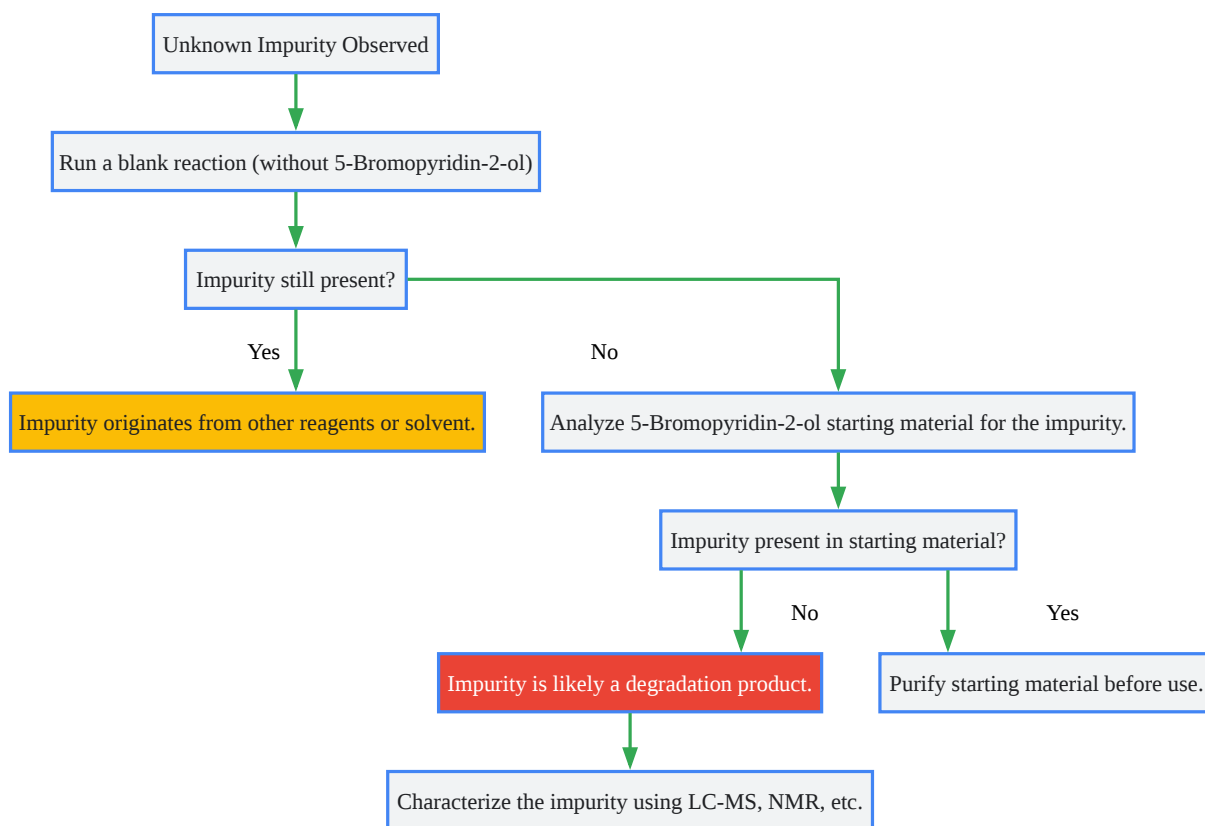 Unknown Impurity Observed
Run a blank reaction (without 5-Bromopyridin-2-ol)
Impurity still present?
Yes
No
Impurity originates from other reagents or solvent.
Analyze 5-Bromopyridin-2-ol starting material for the impurity.
Impurity present in starting material?
No
Yes
Impurity is likely a degradation product.
Purify starting material before use.
Characterize the impurity using LC-MS, NMR, etc.